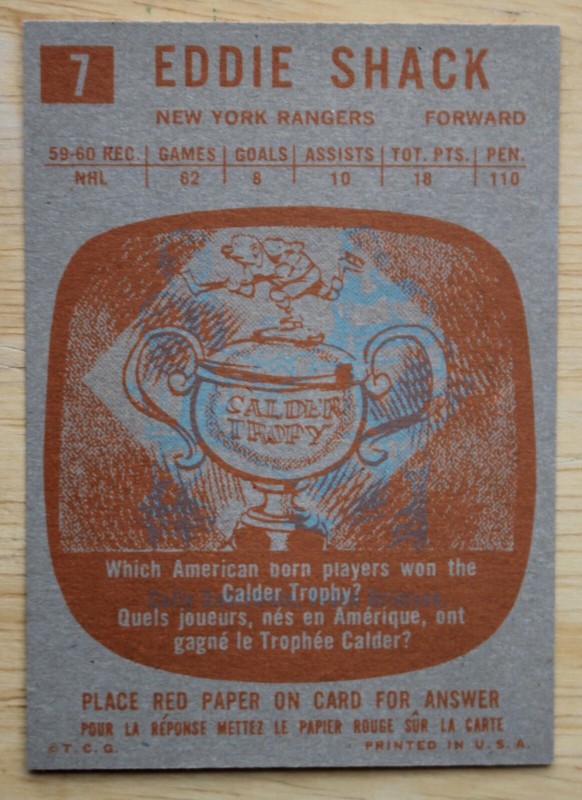 7 EDDIE SHACK
NEW YORK RANGERS FORWARD
59-60 REC. GAMES GOALS ASSISTS TOT. PTS. PEN.
NHL 62 8 10 18 110
CALDER
TROPY
Which American born players won the
Calder Trophy?
Quels joueurs, nés en Amérique, ont
gagné le Trophée Calder?
PLACE RED PAPER ON CARD FOR ANSWER
POUR LA RÉPONSE METTEZ LE PAPIER ROUGE SÛR LA CARTE
©T.C.G. PRINTED IN U.S.A.